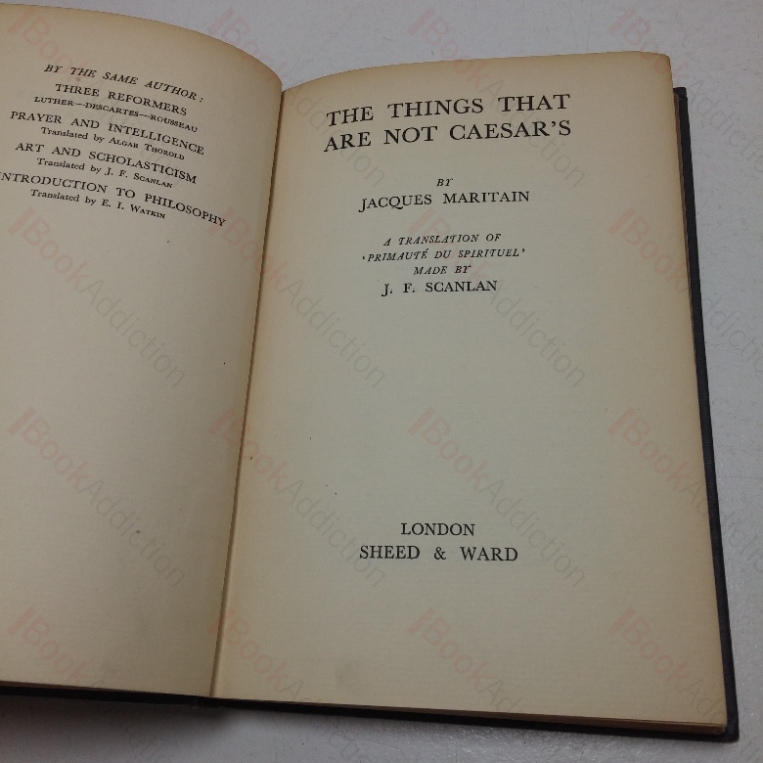 BY THE SAME AUTHOR:
THREE REFORMERS
LUTHER—DESCARTES—ROUSSEAU
PRAYER AND INTELLIGENCE
Translated by ALGAR THOROLD
ART AND SCHOLASTICISM
Translated by J. F. SCANLAN
INTRODUCTION TO PHILOSOPHY
Translated by E. I. WATKIN
THE THINGS THAT
ARE NOT CAESAR'S
BY
JACQUES MARITAIN
A TRANSLATION OF
'PRIMAUTÉ DU SPIRITUEL'
MADE BY
J. F. SCANLAN
LONDON
SHEED & WARD
BookAddiction